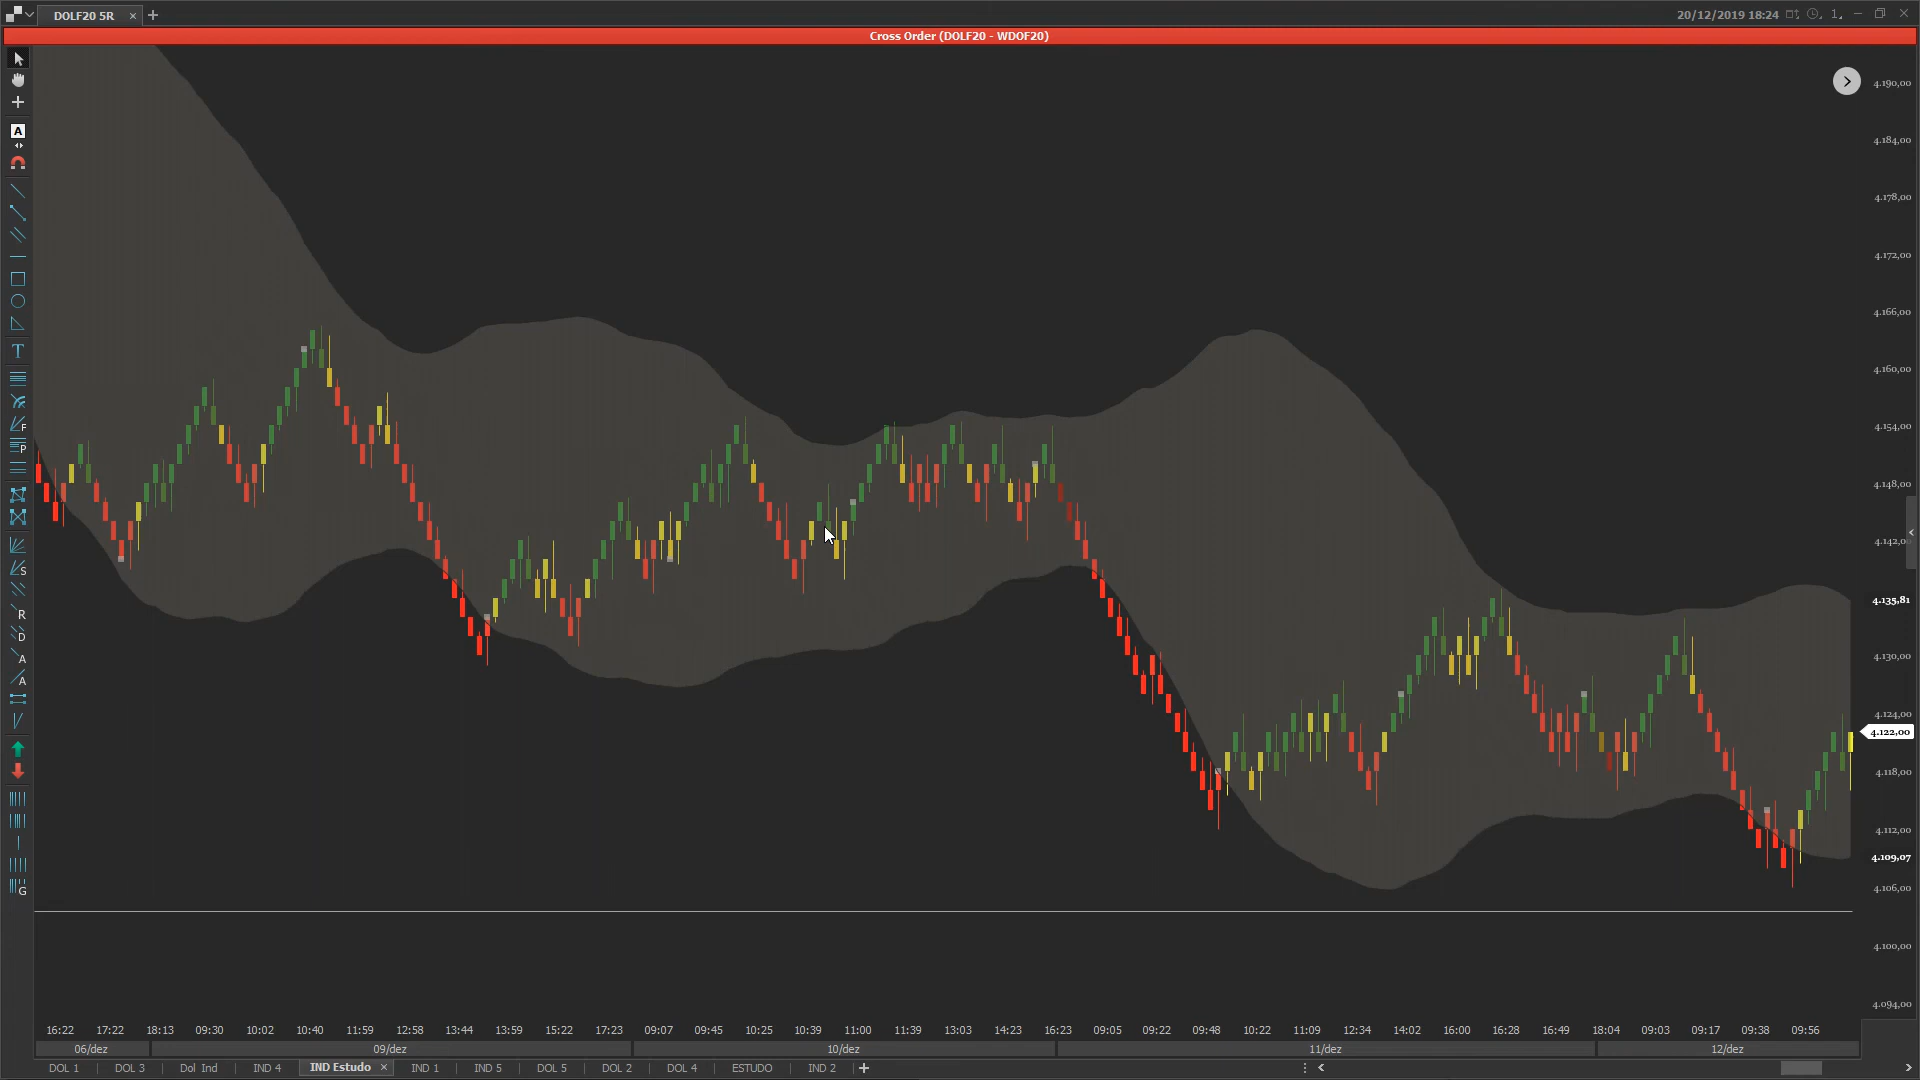 DOLF20 5R
20/12/2019 18:24
1
Cross Order (DOLF20 - WDOF20)
A
T
F
P
S
R
D
A
A
G
4.190,00
4.184,00
4.178,00
4.172,00
4.166,00
4.160,00
4.154,00
4.148,00
4.142,00
4.135,81
4.130,00
4.124,00
4.122,00
4.118,00
4.112,00
4.109,07
4.106,00
4.100,00
4.094,00
16:22 17:22 18:13 09:30 10:02 10:40 11:59 12:58 13:44 13:59 15:22 17:23 09:07 09:45 10:25 10:39 11:00 11:39 13:03 14:23 16:23 09:05 09:22 09:48 10:22 11:09 12:34 14:02 16:00 16:28 16:49 18:04 09:03 09:17 09:38 09:56
06/dez 09/dez 10/dez 11/dez 12/dez
DOL 1 DOL 3 Dol Ind IND 4 IND Estudo IND 1 IND 5 DOL 5 DOL 2 DOL 4 ESTUDO IND 2